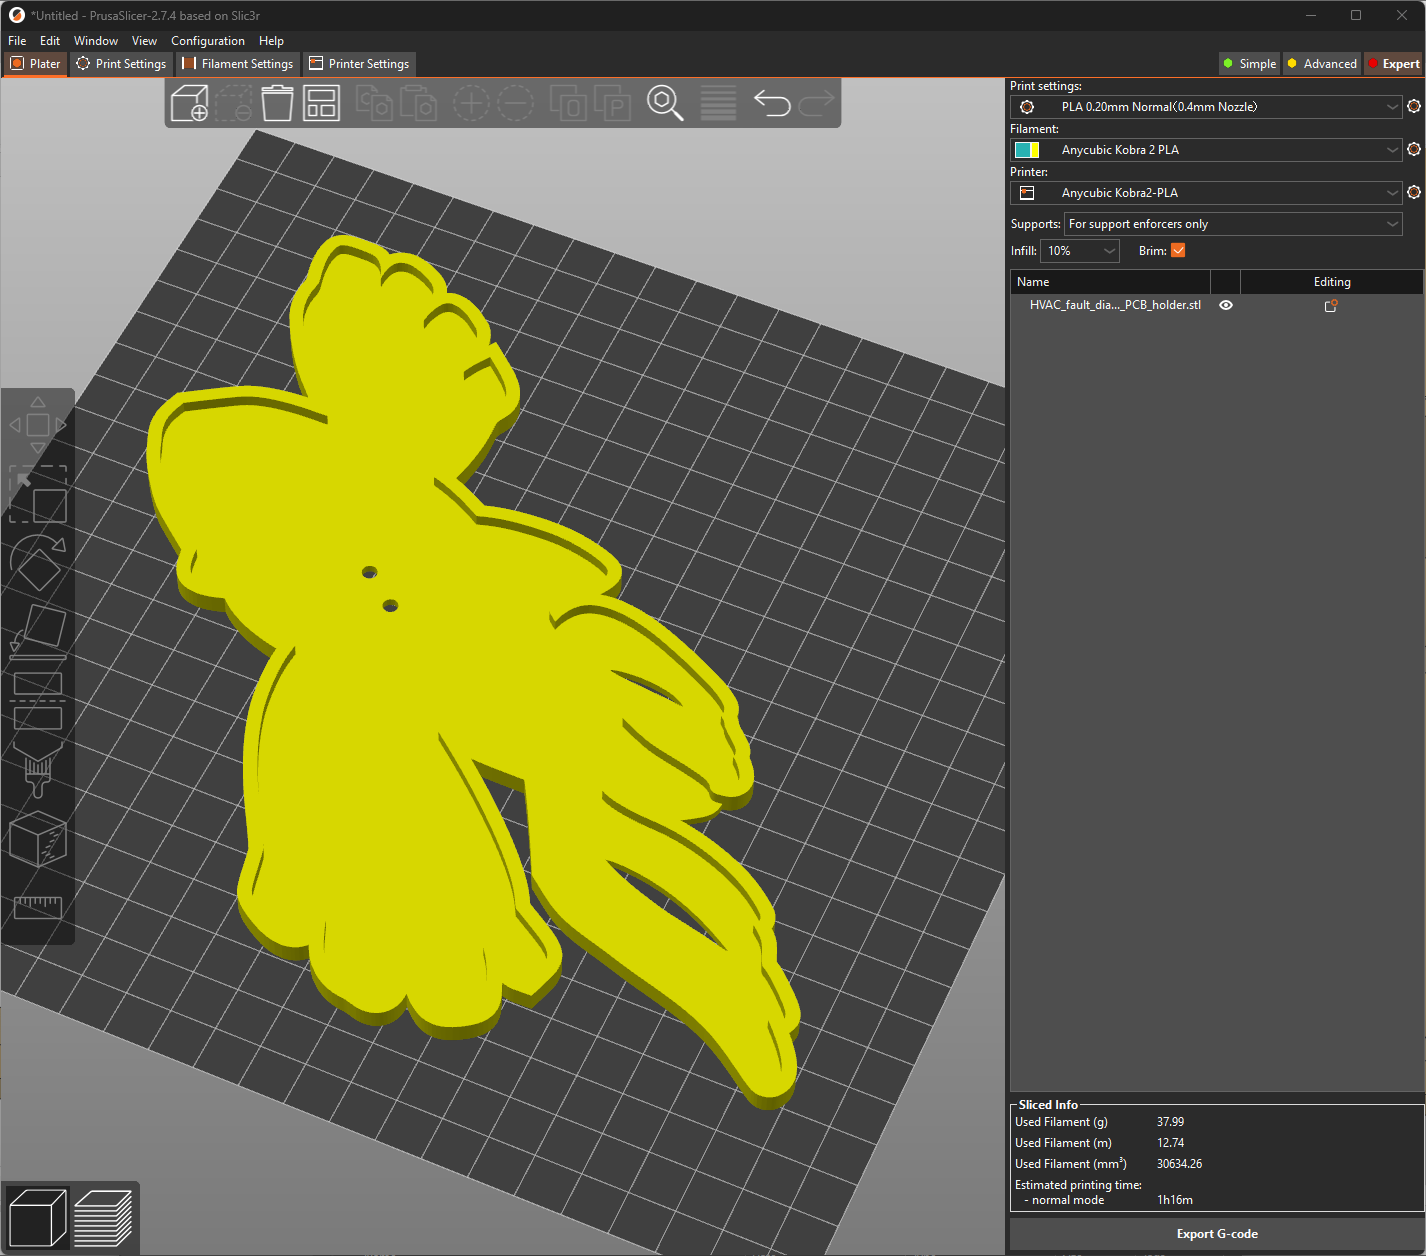 *Untitled - PrusaSlicer-2.7.4 based on Slic3r
File Edit Window View Configuration Help
Plater Print Settings Filament Settings Printer Settings Simple Advanced Expert
Print settings:
PLA 0.20mm Normal(0.4mm Nozzle)
Filament:
Anycubic Kobra 2 PLA
Printer:
Anycubic Kobra2-PLA
Supports: For support enforcers only
Infill: 10% Brim:
Name Editing
HVAC_fault_dia..._PCB_holder.stl
Sliced Info
Used Filament (g) 37.99
Used Filament (m) 12.74
Used Filament (mm³) 30634.26
Estimated printing time:
- normal mode 1h16m
Export G-code